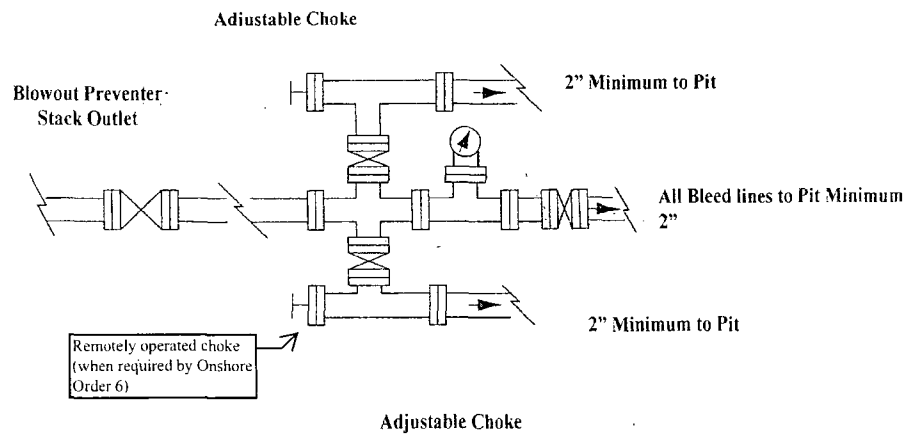 Adjustable Choke
2” Minimum to Pit
Blowout Preventer
Stack Outlet
All Bleed lines to Pit Minimum
2”
2” Minimum to Pit
Remotely operated choke
(when required by Onshore
Order 6)
Adjustable Choke